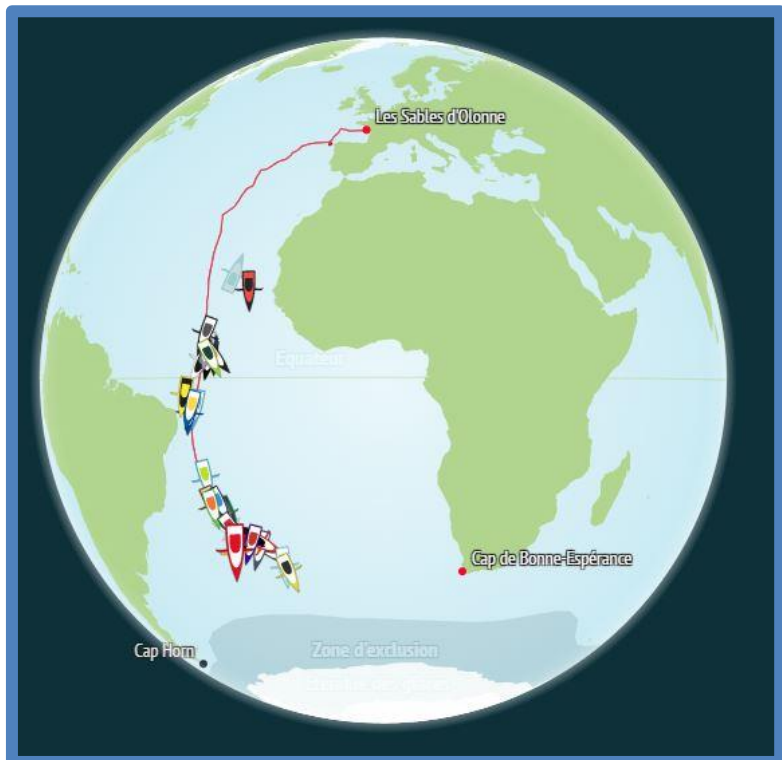 Les Sables d'Olonne
Equateur
Cap de Bonne-Espérance
Cap Horn
Zone d'exclusion